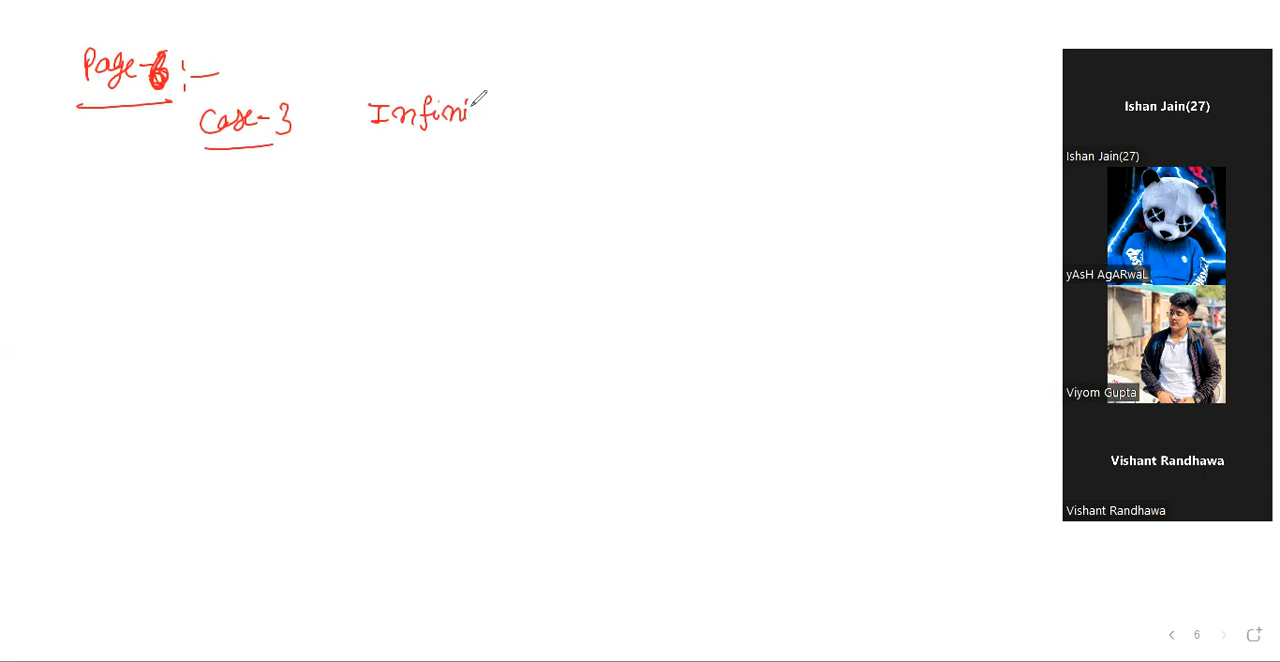 Page-6 :-
Case-3 Infini
Ishan Jain(27)
Ishan Jain(27)
yAsH AgARwaL
Viyom Gupta
Vishant Randhawa
Vishant Randhawa
< 6 >